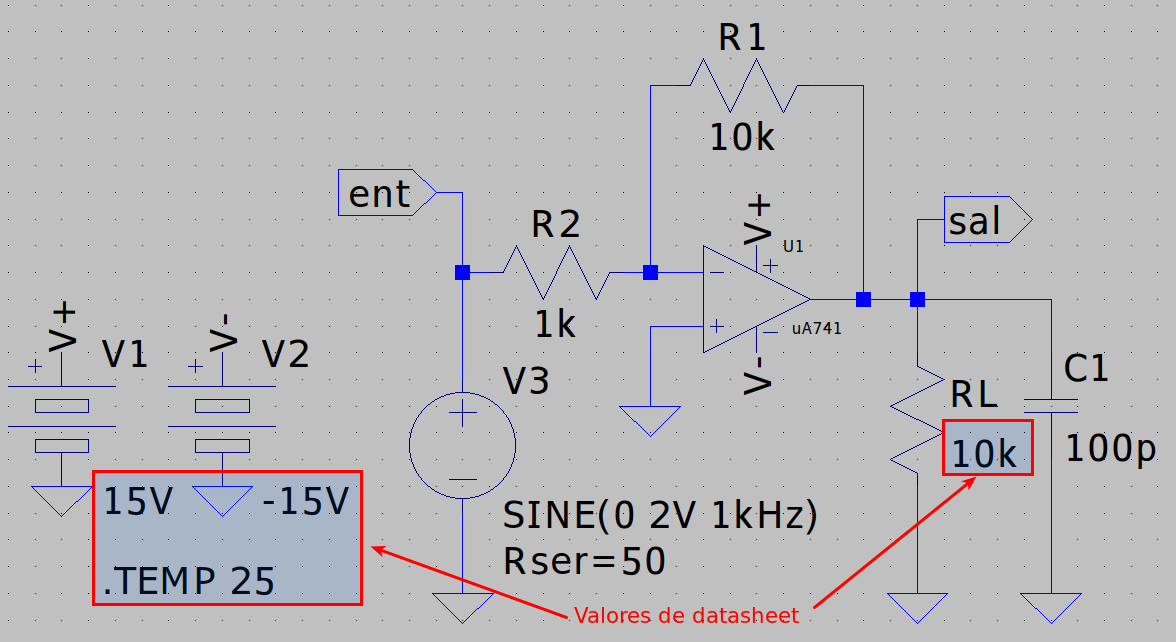 R1
10k
ent
R2
1k
V+
U1
+
−
+
−
uA741
V-
sal
V+
V1
+
V-
V2
+
15V
-15V
.TEMP 25
V3
+
−
SINE(0 2V 1kHz)
Rser=50
RL
10k
C1
100p
Valores de datasheet